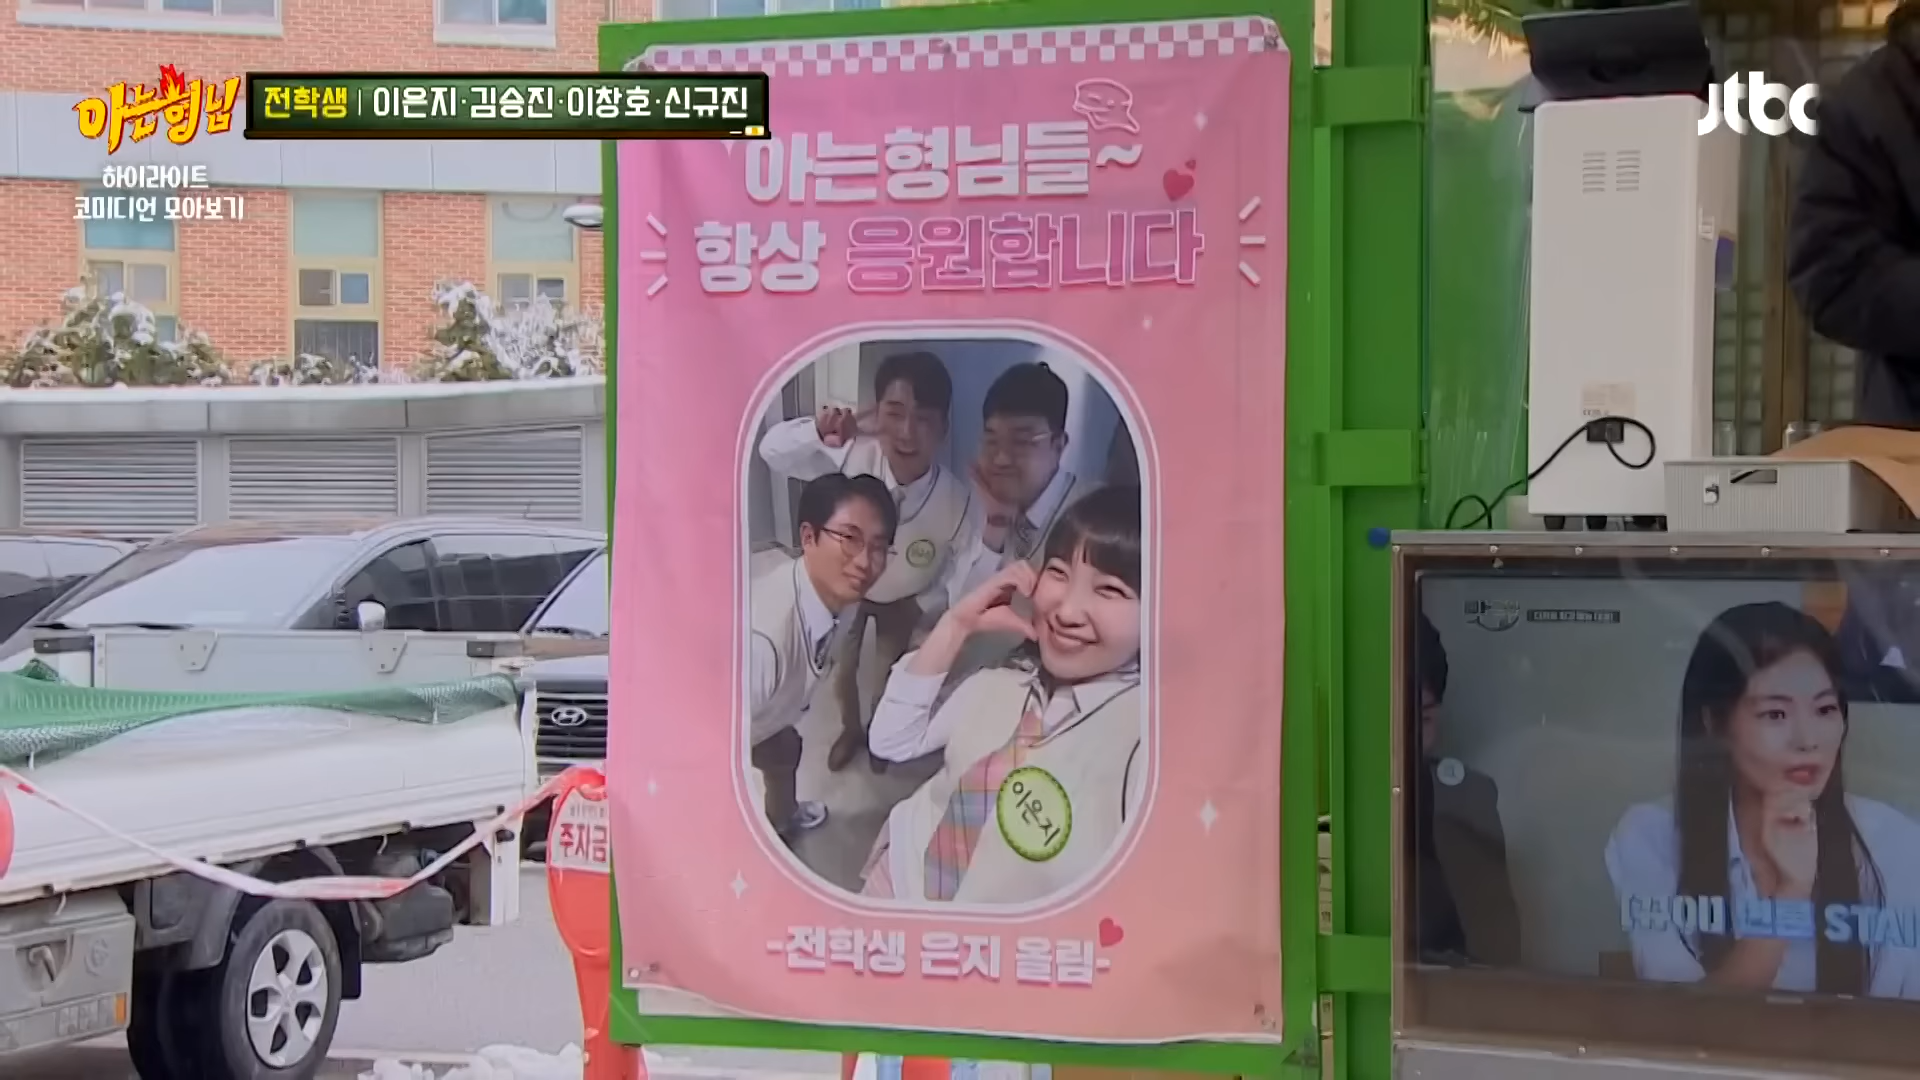 아는형님
전학생 | 이은지·김승진·이창호·신규진
하이라이트
코미디언 모아보기
jtbc
아는형님들~
항상 응원합니다
이은지
-전학생 은지 올림-
주차금
STAI